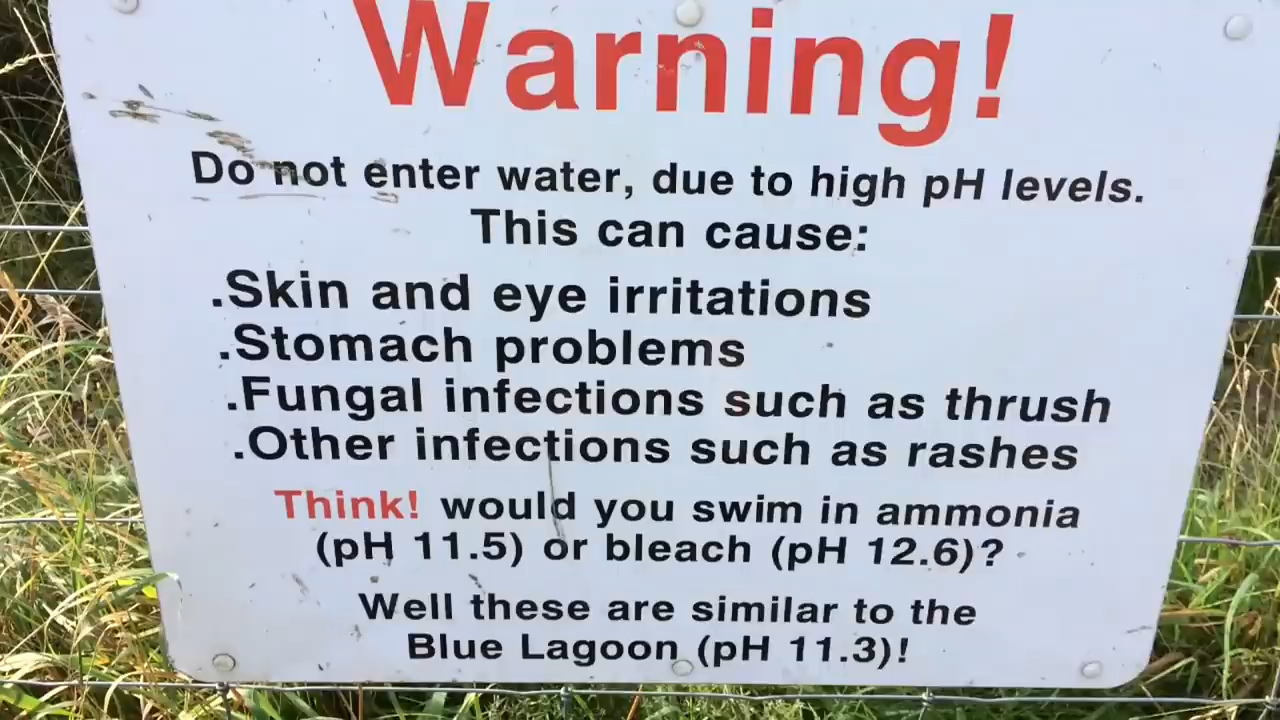 Warning!
Do not enter water, due to high pH levels.
This can cause:
.Skin and eye irritations
.Stomach problems
.Fungal infections such as thrush
.Other infections such as rashes
Think! would you swim in ammonia
(pH 11.5) or bleach (pH 12.6)?
Well these are similar to the
Blue Lagoon (pH 11.3)!